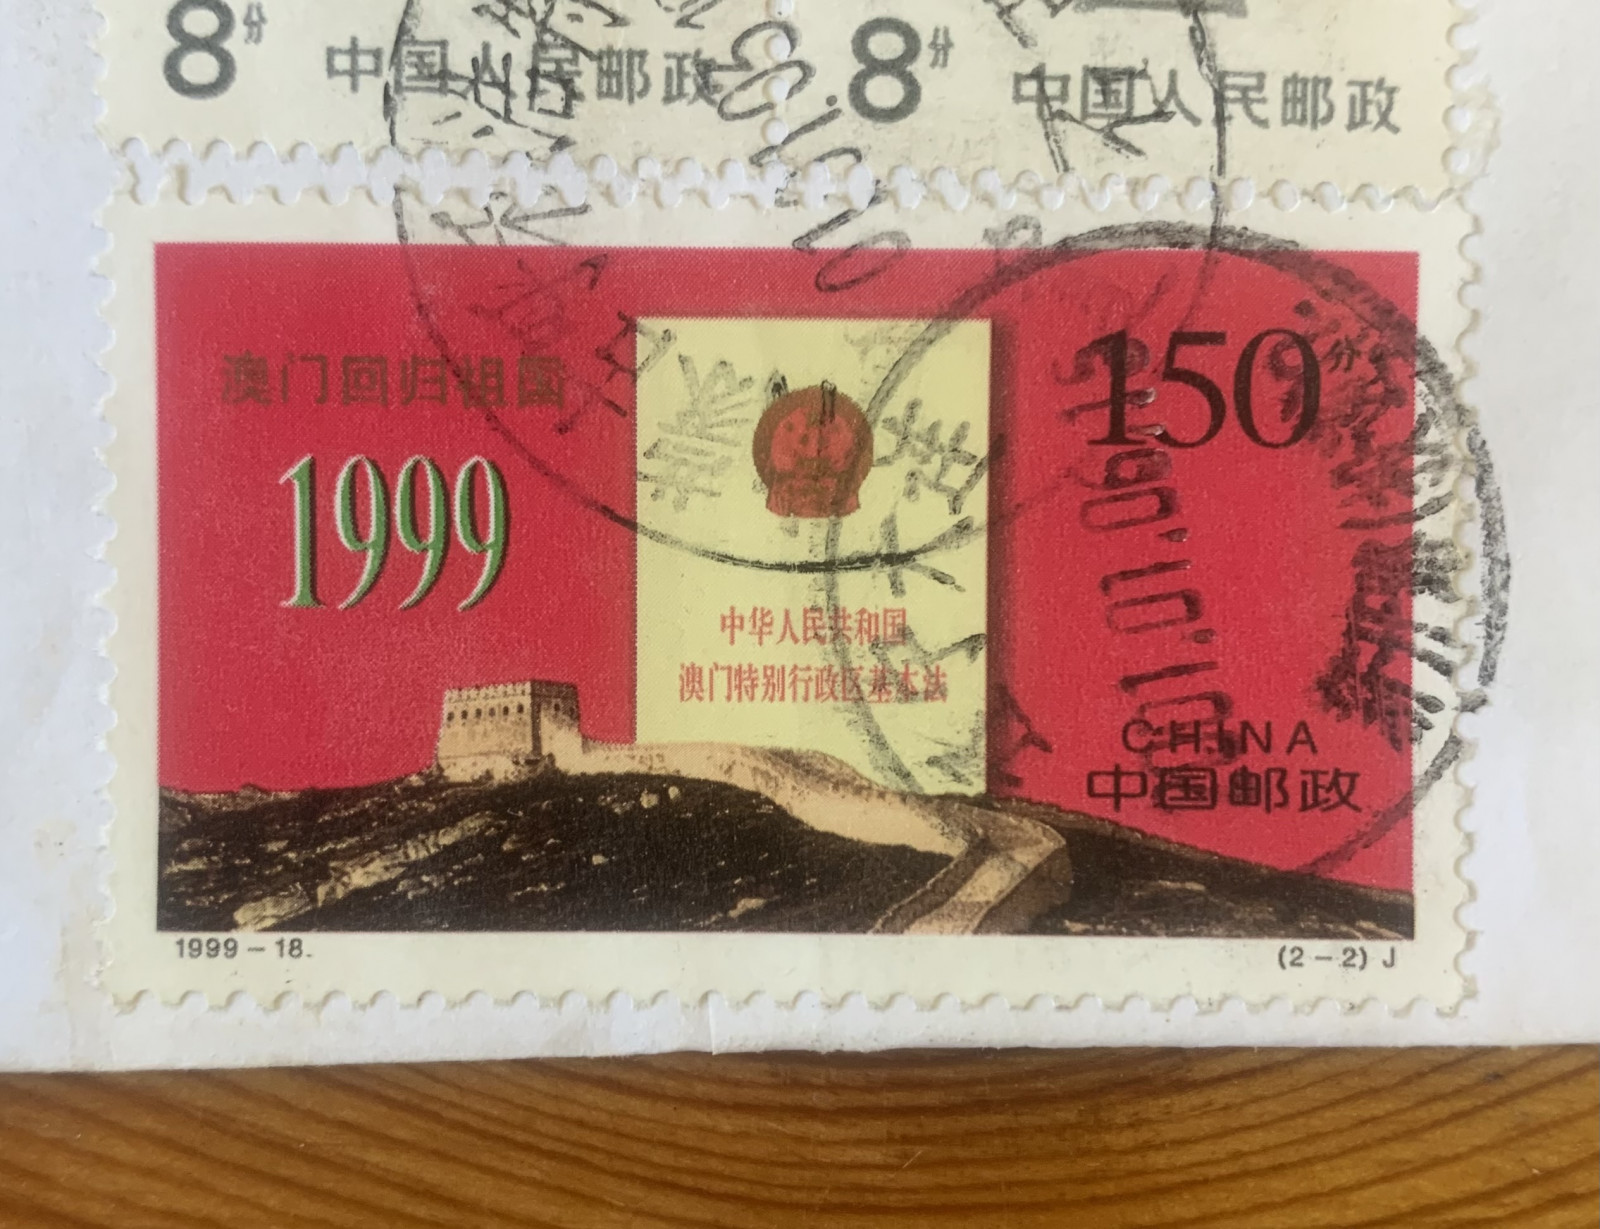 8分 中国人民邮政
8分 中国人民邮政
澳门回归祖国
1999
150分
中华人民共和国
澳门特别行政区基本法
CHINA
中国邮政
1999-18.
(2-2) J